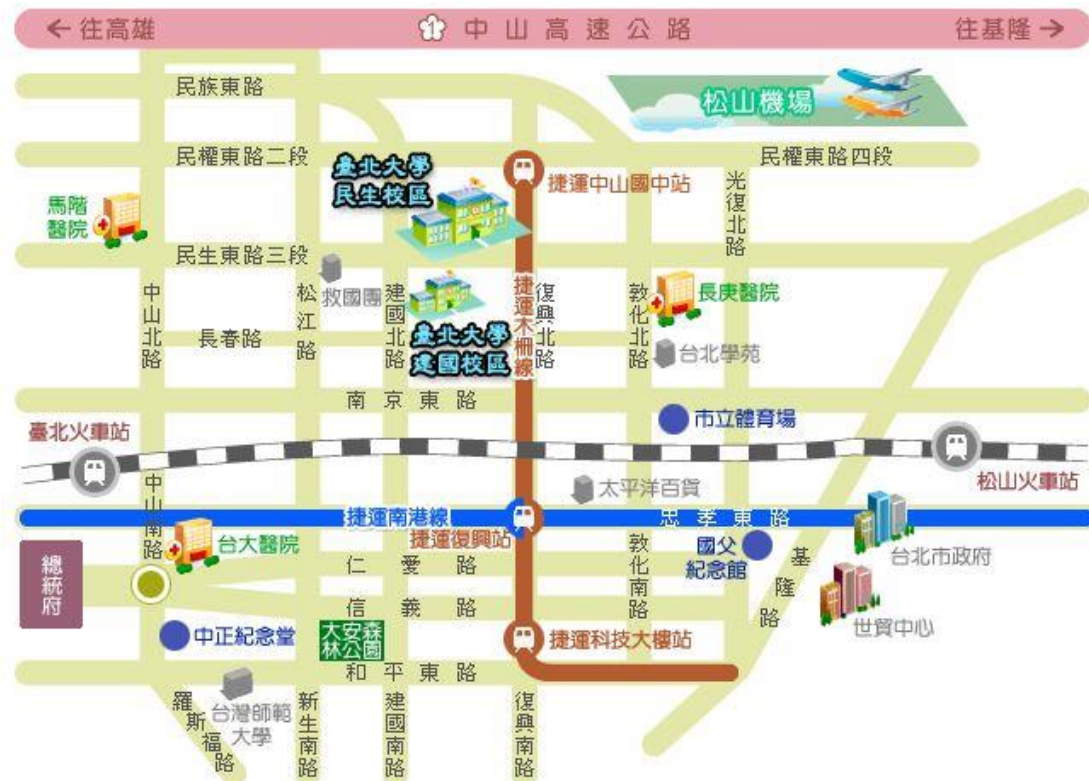 ←往高雄
1
中山高速公路
往基隆→
民族東路
松山機場
民權東路二段
民權東路四段
臺北大學
民生校區
捷運中山國中站
光復北路
馬階
醫院
民生東路三段
救國團
中山北路
松江路
建國北路
捷運木柵線
復興北路
敦化北路
長庚醫院
長春路
臺北大學
建國校區
台北學苑
南京東路
市立體育場
臺北火車站
松山火車站
太平洋百貨
中山南路
捷運南港線
忠孝東路
捷運復興站
台大醫院
國父
紀念館
台北市政府
總統府
仁愛路
敦化南路
基隆路
信義路
世貿中心
中正紀念堂
大安森
林公園
捷運科技大樓站
和平東路
羅斯福路
台灣師範
大學
新生南路
建國南路
復興南路